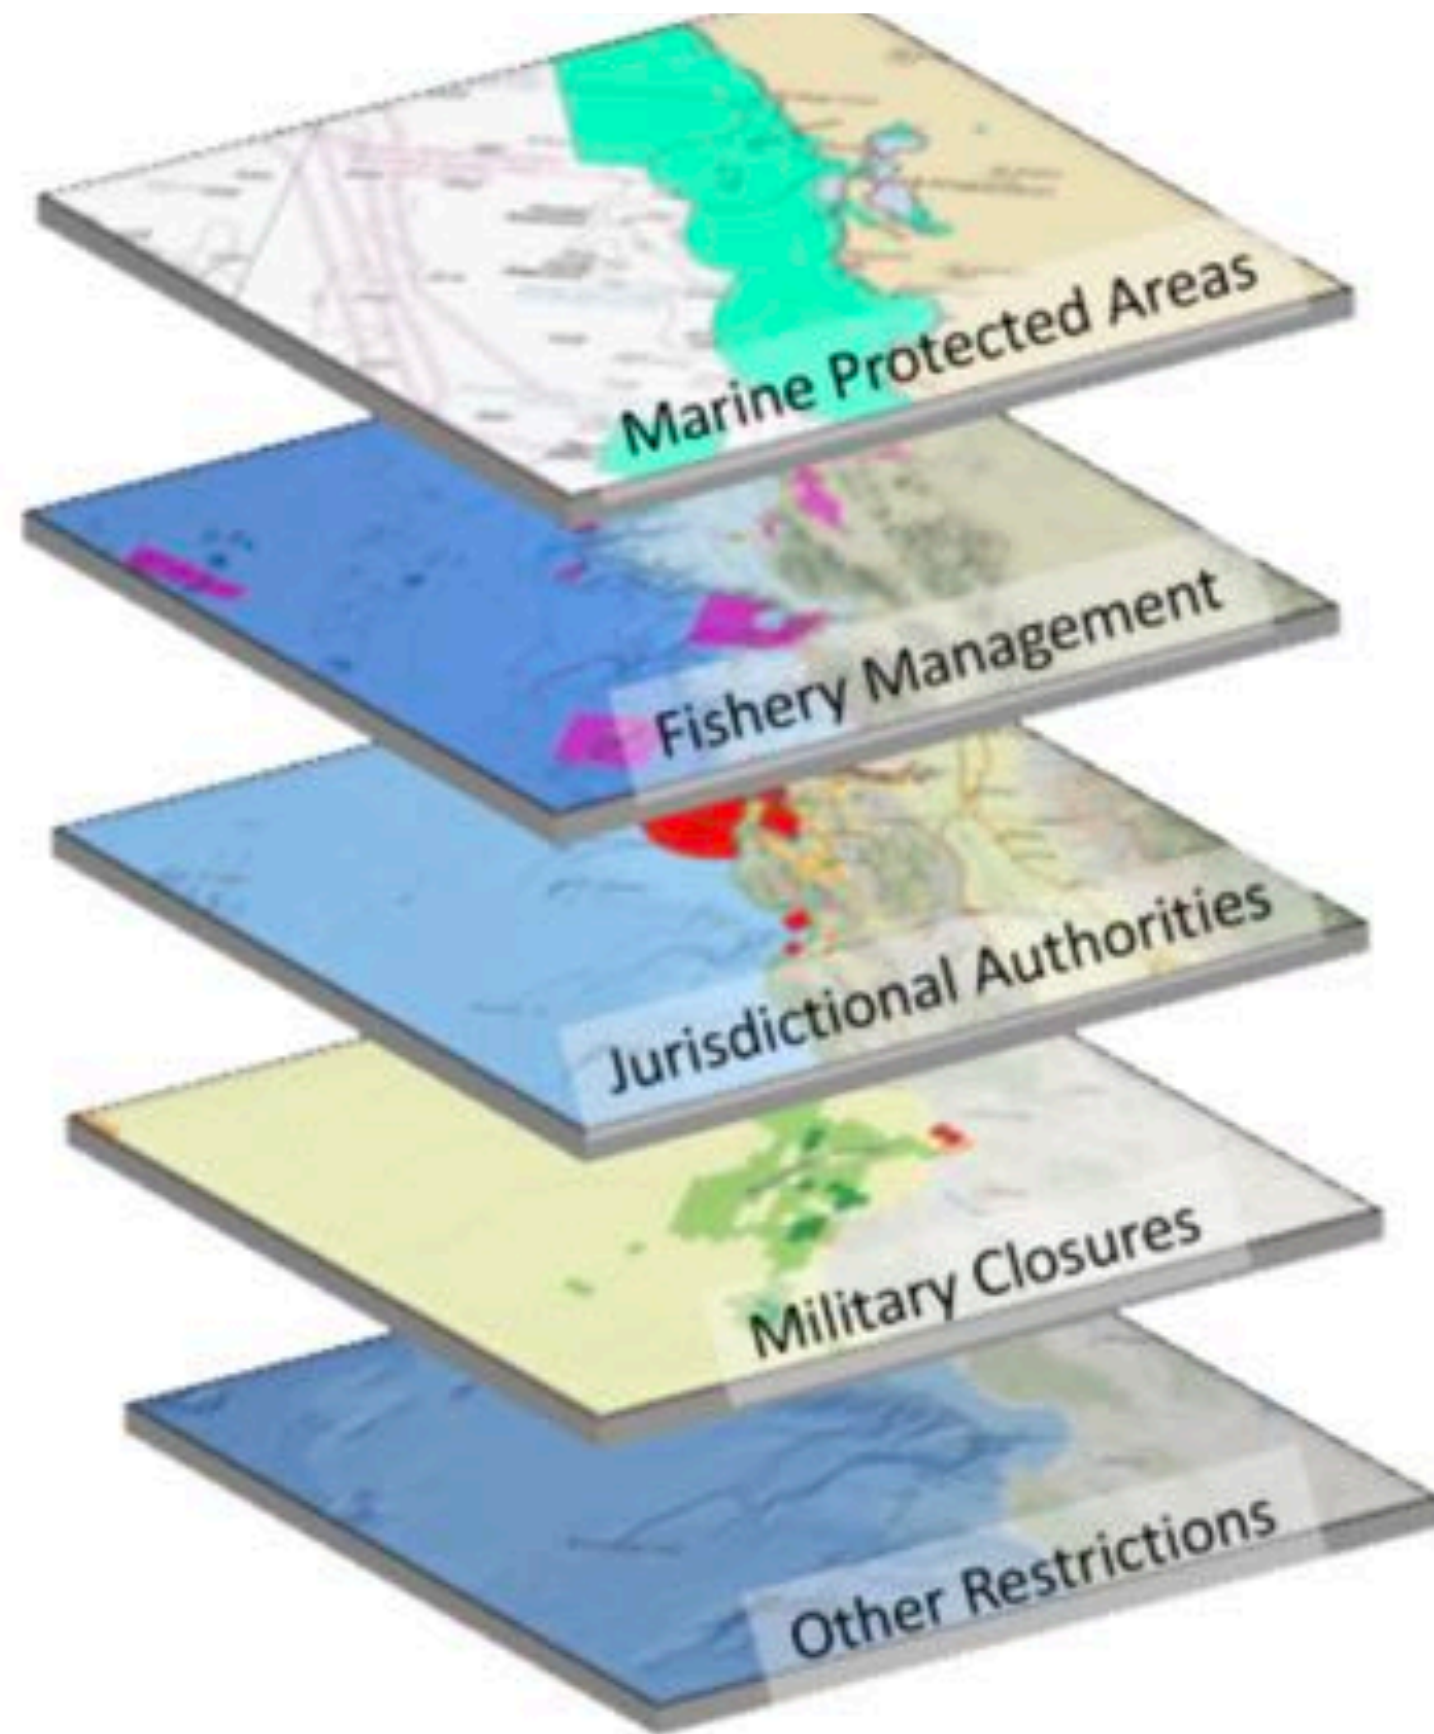 Marine Protected Areas
Fishery Management
Jurisdictional Authorities
Military Closures
Other Restrictions